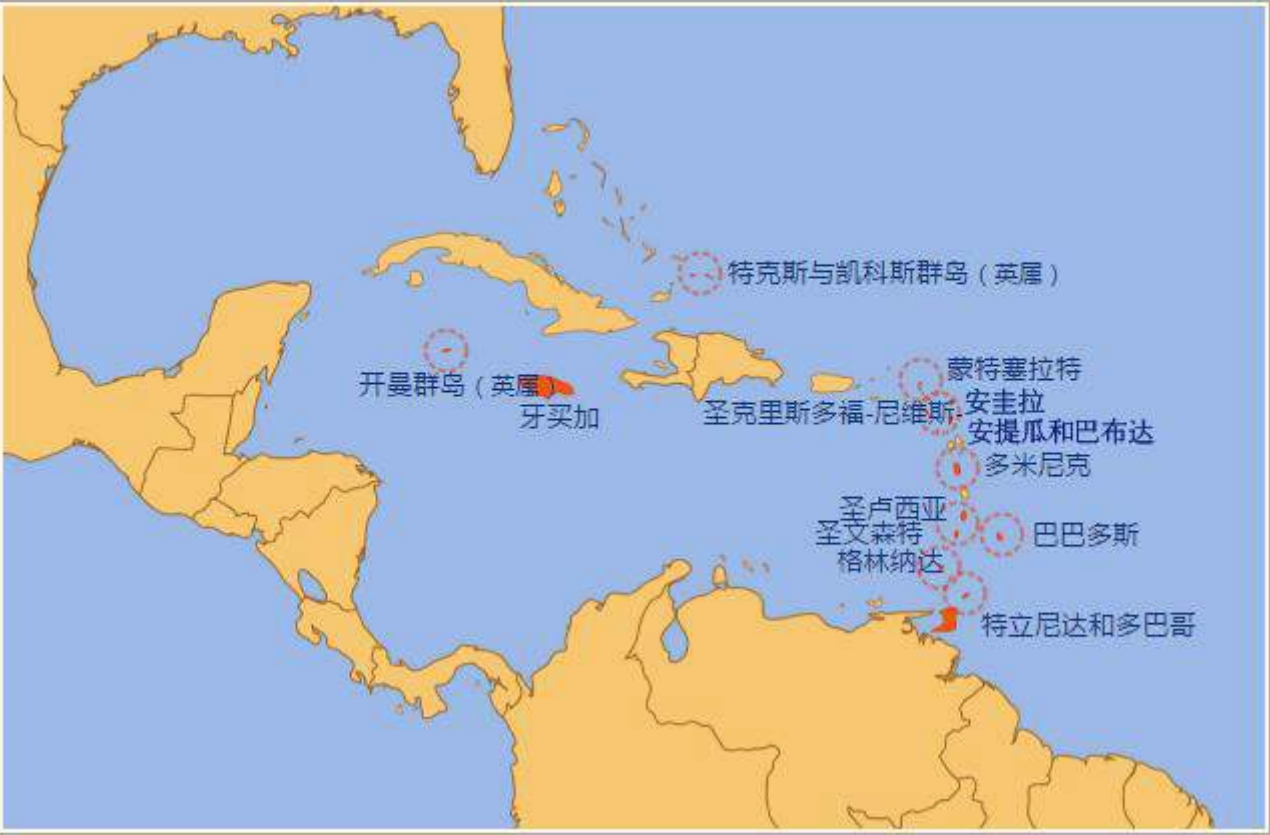 特克斯与凯科斯群岛（英属）
蒙特塞拉特
开曼群岛（英属）
牙买加
圣克里斯多福-尼维斯-
安圭拉
安提瓜和巴布达
多米尼克
圣卢西亚
圣文森特
巴巴多斯
格林纳达
特立尼达和多巴哥